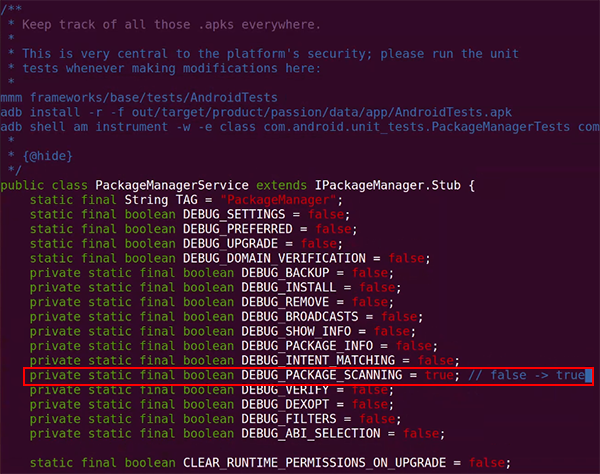 /**
* Keep track of all those .apks everywhere.
*
* This is very central to the platform's security; please run the unit
* tests whenever making modifications here:
*
mmm frameworks/base/tests/AndroidTests
adb install -r -f out/target/product/passion/data/app/AndroidTests.apk
adb shell am instrument -w -e class com.android.unit_tests.PackageManagerTests com
*
* {@hide}
*/
public class PackageManagerService extends IPackageManager.Stub {
static final String TAG = "PackageManager";
static final boolean DEBUG_SETTINGS = false;
static final boolean DEBUG_PREFERRED = false;
static final boolean DEBUG_UPGRADE = false;
static final boolean DEBUG_DOMAIN_VERIFICATION = false;
private static final boolean DEBUG_BACKUP = false;
private static final boolean DEBUG_INSTALL = false;
private static final boolean DEBUG_REMOVE = false;
private static final boolean DEBUG_BROADCASTS = false;
private static final boolean DEBUG_SHOW_INFO = false;
private static final boolean DEBUG_PACKAGE_INFO = false;
private static final boolean DEBUG_INTENT_MATCHING = false;
private static final boolean DEBUG_PACKAGE_SCANNING = true; // false -> true
private static final boolean DEBUG_VERIFY = false;
private static final boolean DEBUG_DEXOPT = false;
private static final boolean DEBUG_FILTERS = false;
private static final boolean DEBUG_ABI_SELECTION = false;
static final boolean CLEAR_RUNTIME_PERMISSIONS_ON_UPGRADE = false;